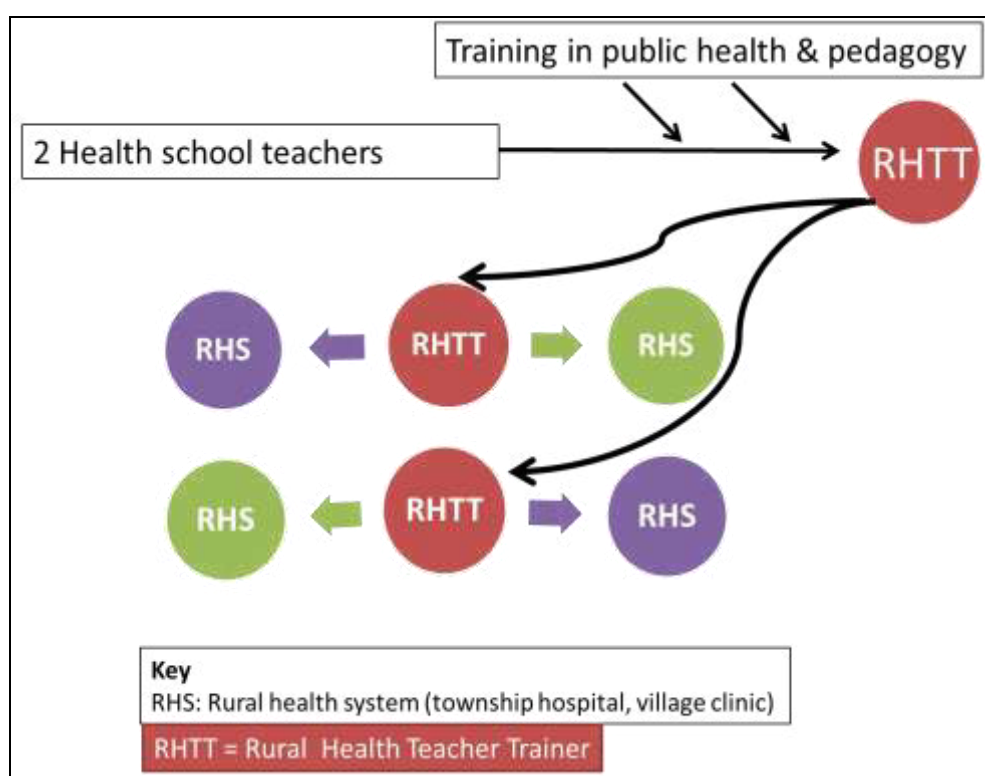 Training in public health & pedagogy
2 Health school teachers
RHTT
RHS
RHTT
RHS
RHS
RHTT
RHS
Key
RHS: Rural health system (township hospital, village clinic)
RHTT = Rural Health Teacher Trainer